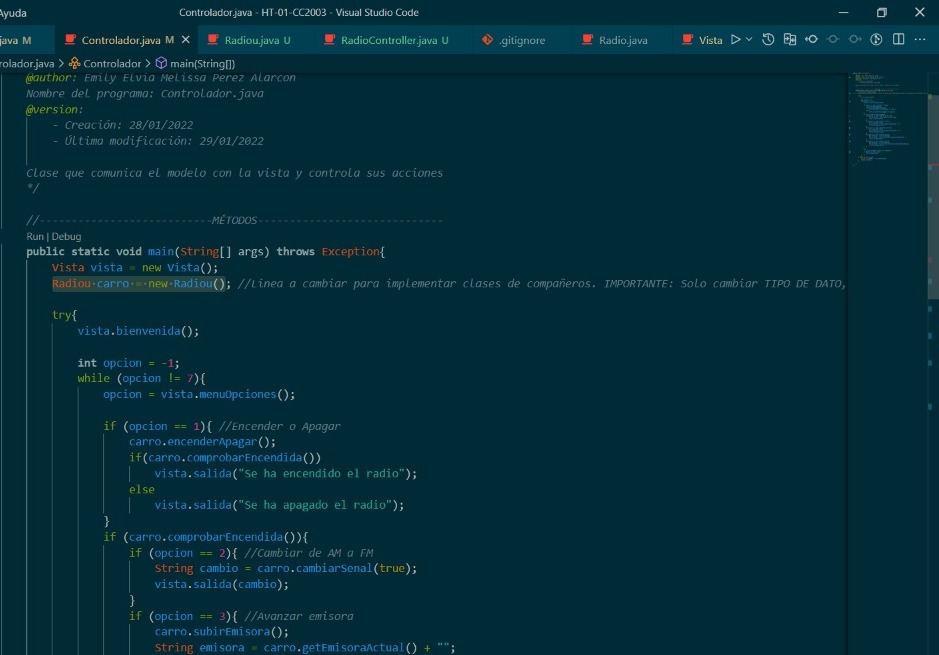 Ayuda
Controlador.java - HT-01-CC2003 - Visual Studio Code
java M
Controlador.java M
Radiou.java U
RadioController.java U
.gitignore
Radio.java
Vista
rolador.java > Controlador > main(String[])
@author: Emily Elvia Melissa Perez Alarcon
Nombre del programa: Controlador.java
@version:
- Creación: 28/01/2022
- Última modificación: 29/01/2022
Clase que comunica el modelo con la vista y controla sus acciones
*/
//---------------------------MÉTODOS-----------------------------
Run | Debug
public static void main(String[] args) throws Exception{
Vista vista = new Vista();
Radiou carro = new Radiou(); //Linea a cambiar para implementar clases de compañeros. IMPORTANTE: Solo cambiar TIPO DE DATO,
try{
vista.bienvenida();
int opcion = -1;
while (opcion != 7){
opcion = vista.menuOpciones();
if (opcion == 1){ //Encender o Apagar
carro.encenderApagar();
if(carro.comprobarEncendida())
vista.salida("Se ha encendido el radio");
else
vista.salida("Se ha apagado el radio");
}
if (carro.comprobarEncendida()){
if (opcion == 2){ //Cambiar de AM a FM
String cambio = carro.cambiarSenal(true);
vista.salida(cambio);
}
if (opcion == 3){ //Avanzar emisora
carro.subirEmisora();
String emisora = carro.getEmisoraActual() + "";